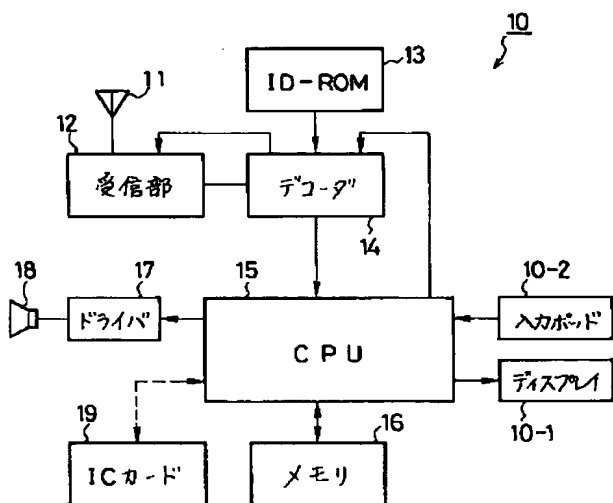 10
13
ID-ROM
11
12
受信部
デコーダ
14
18
17
ドライバ
15
CPU
10-2
入力ボード
ディスプレイ
10-1
19
ICカード
16
メモリ